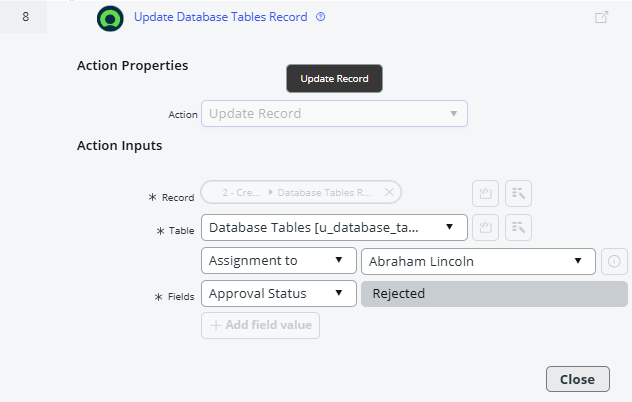 8 Update Database Tables Record
Action Properties
Update Record
Action Update Record
Action Inputs
* Record 2 - Cre... Database Tables R...
* Table Database Tables [u_database_ta...
Assignment to Abraham Lincoln
* Fields Approval Status Rejected
+ Add field value
Close